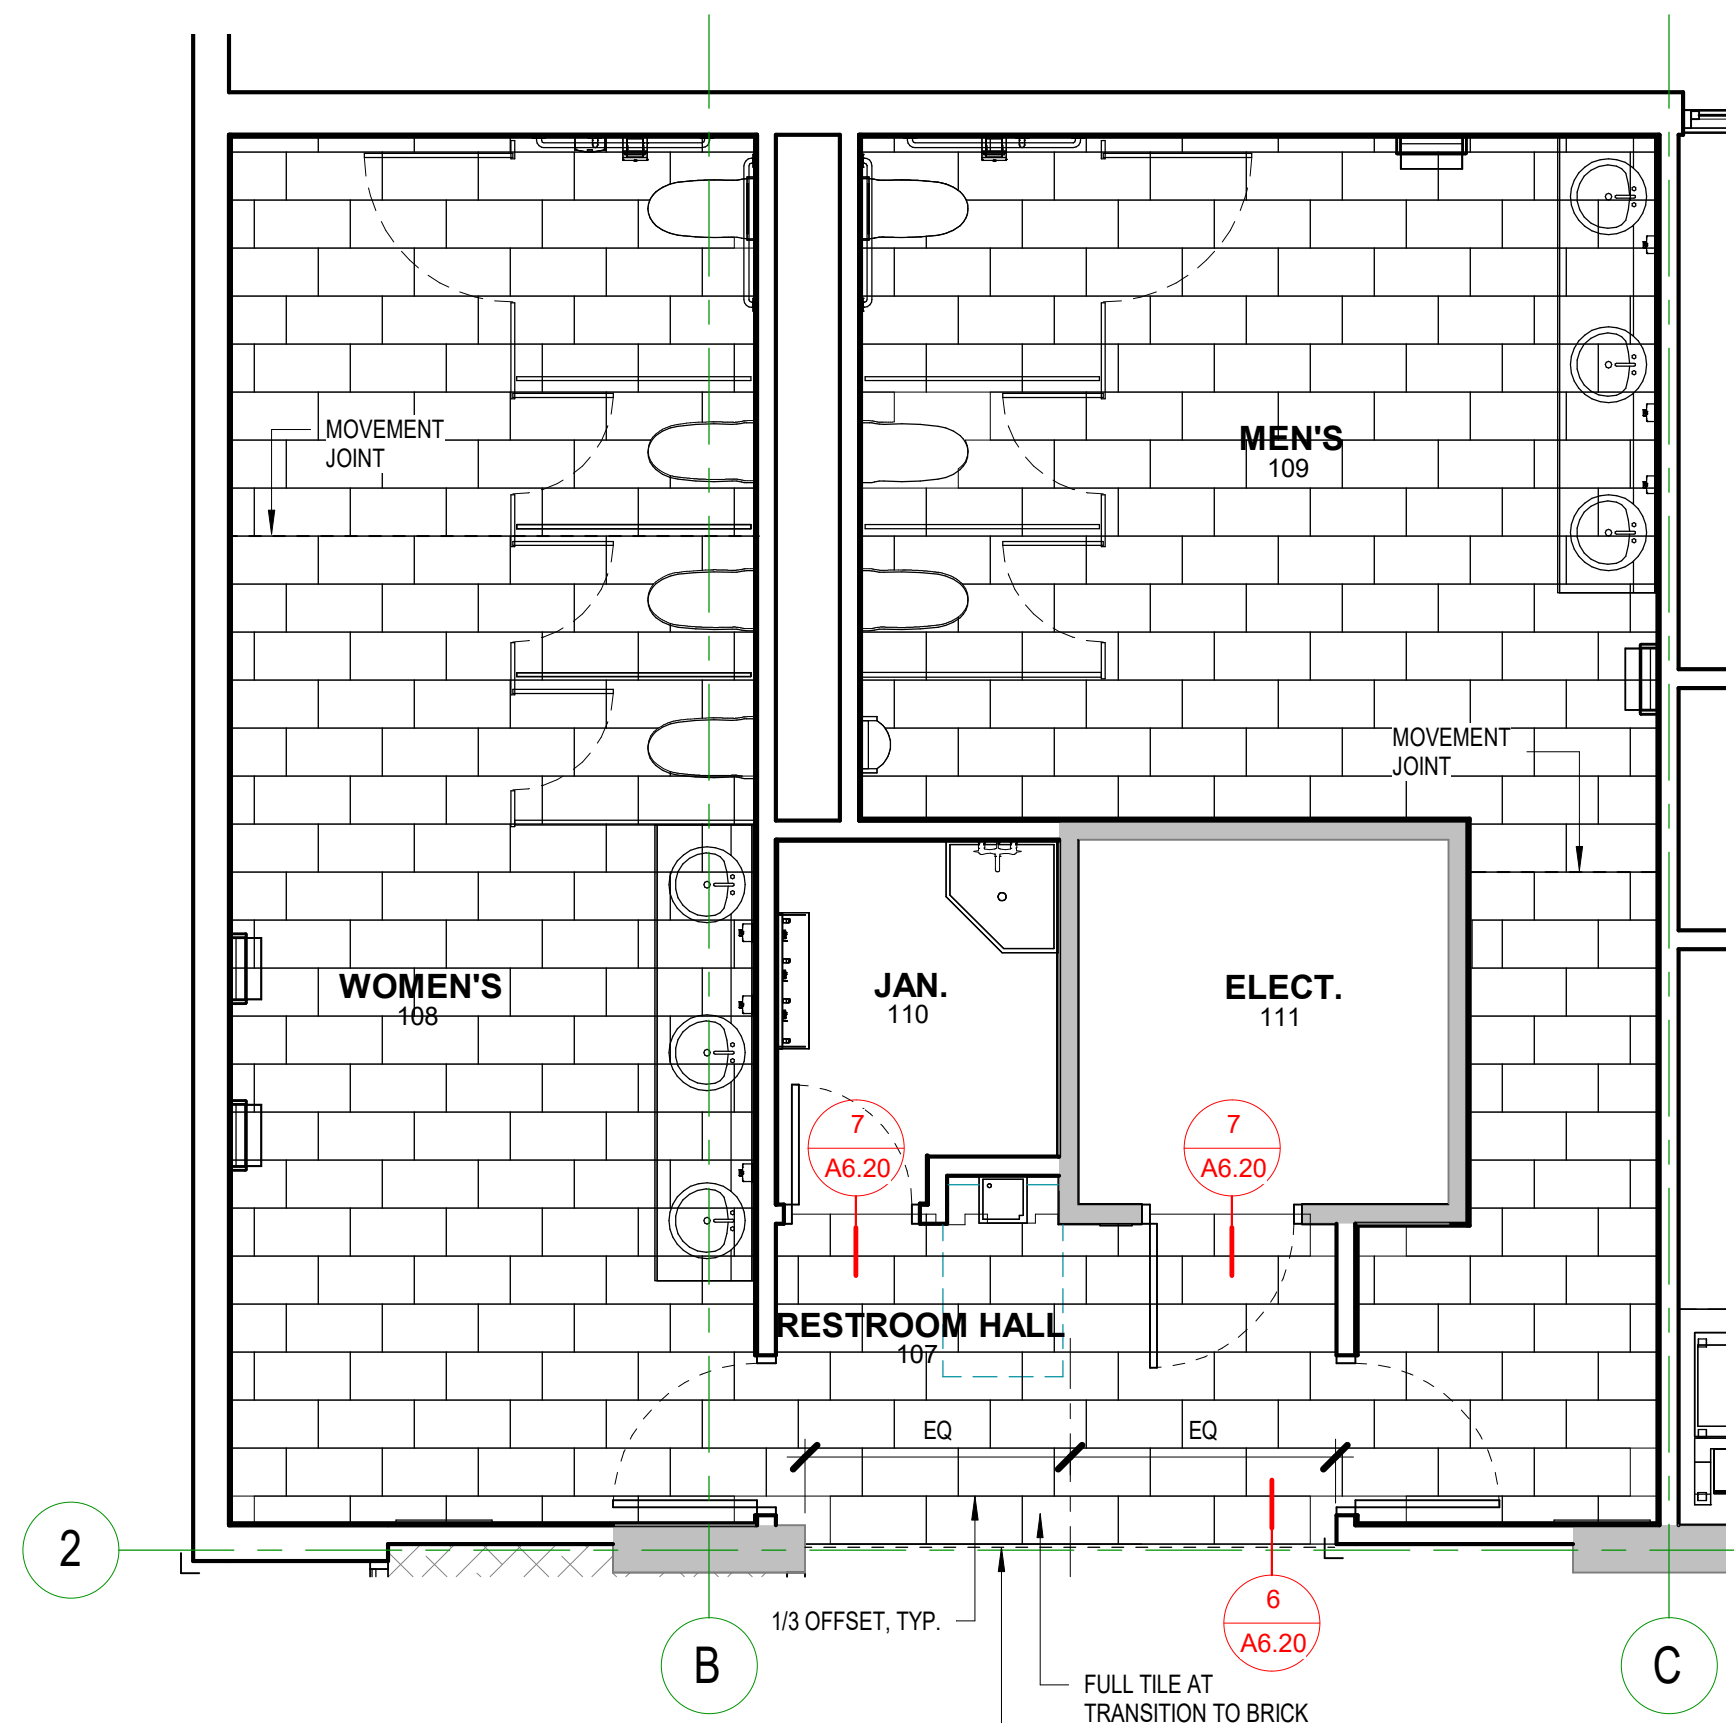 MOVEMENT
JOINT
MEN'S
109
MOVEMENT
JOINT
WOMEN'S
108
JAN.
110
ELECT.
111
7
A6.20
7
A6.20
RESTROOM HALL
107
EQ
EQ
2
B
C
1/3 OFFSET, TYP.
6
A6.20
FULL TILE AT
TRANSITION TO BRICK